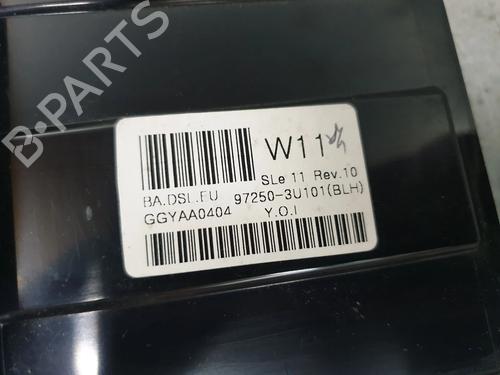 B-PARTS
W11
SLe 11 Rev.10
BA.DSL.EU 97250-3U101(BLH)
GGYAA0404 Y.O.I